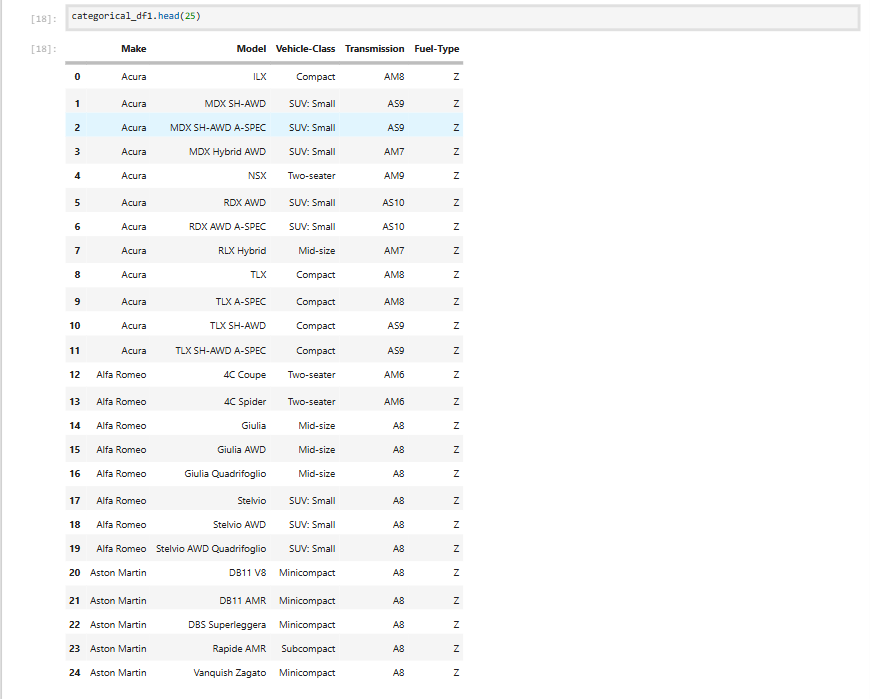 [18]: categorical_df1.head(25)
[18]: Make Model Vehicle-Class Transmission Fuel-Type
0 Acura ILX Compact AM8 Z
1 Acura MDX SH-AWD SUV: Small AS9 Z
2 Acura MDX SH-AWD A-SPEC SUV: Small AS9 Z
3 Acura MDX Hybrid AWD SUV: Small AM7 Z
4 Acura NSX Two-seater AM9 Z
5 Acura RDX AWD SUV: Small AS10 Z
6 Acura RDX AWD A-SPEC SUV: Small AS10 Z
7 Acura RLX Hybrid Mid-size AM7 Z
8 Acura TLX Compact AM8 Z
9 Acura TLX A-SPEC Compact AM8 Z
10 Acura TLX SH-AWD Compact AS9 Z
11 Acura TLX SH-AWD A-SPEC Compact AS9 Z
12 Alfa Romeo 4C Coupe Two-seater AM6 Z
13 Alfa Romeo 4C Spider Two-seater AM6 Z
14 Alfa Romeo Giulia Mid-size A8 Z
15 Alfa Romeo Giulia AWD Mid-size A8 Z
16 Alfa Romeo Giulia Quadrifoglio Mid-size A8 Z
17 Alfa Romeo Stelvio SUV: Small A8 Z
18 Alfa Romeo Stelvio AWD SUV: Small A8 Z
19 Alfa Romeo Stelvio AWD Quadrifoglio SUV: Small A8 Z
20 Aston Martin DB11 V8 Minicompact A8 Z
21 Aston Martin DB11 AMR Minicompact A8 Z
22 Aston Martin DBS Superleggera Minicompact A8 Z
23 Aston Martin Rapide AMR Subcompact A8 Z
24 Aston Martin Vanquish Zagato Minicompact A8 Z